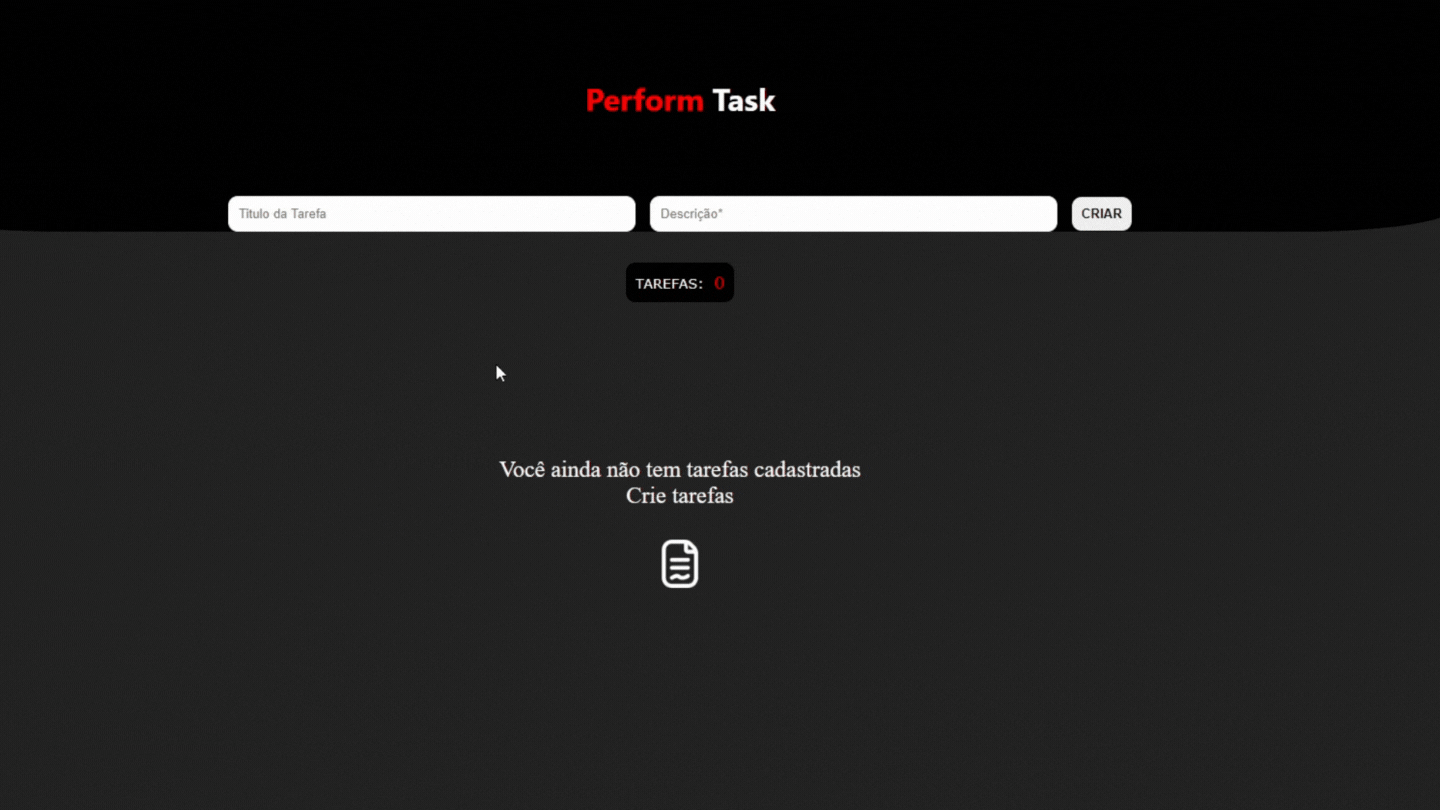 Perform Task
Titulo da Tarefa
Descrição*
CRIAR
TAREFAS: 0
Você ainda não tem tarefas cadastradas
Crie tarefas